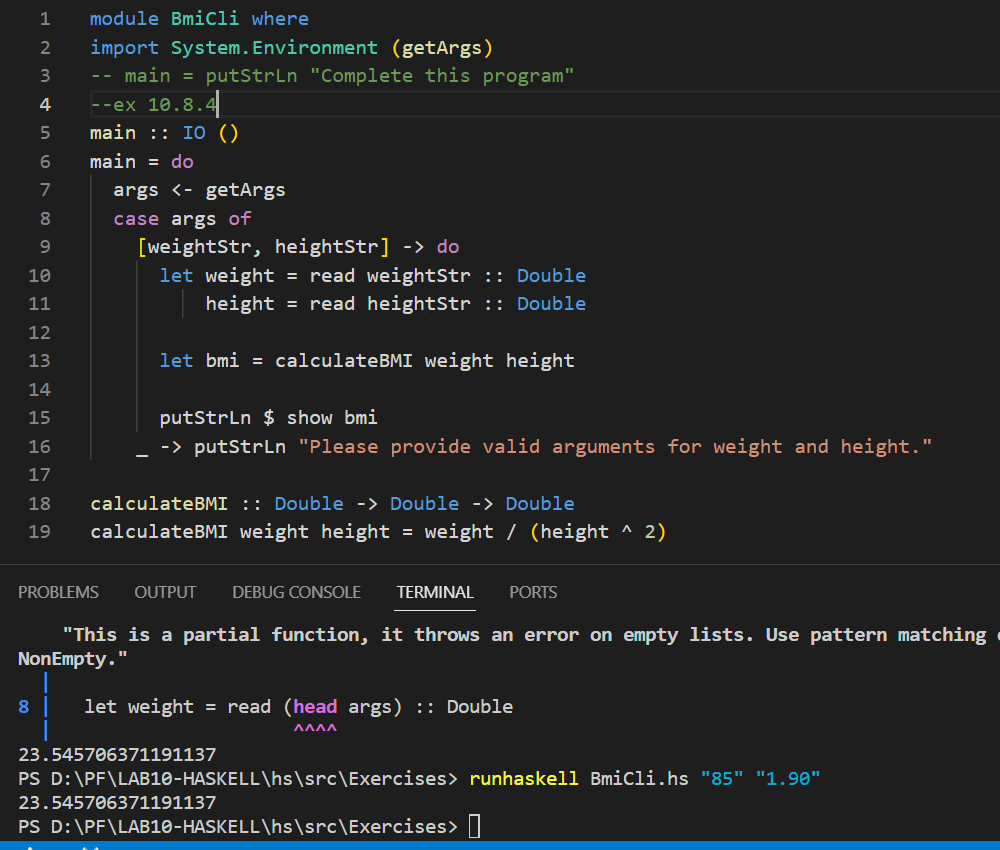 1 module BmiCli where
2 import System.Environment (getArgs)
3 -- main = putStrLn "Complete this program"
4 --ex 10.8.4
5 main :: IO ()
6 main = do
7   args <- getArgs
8   case args of
9     [weightStr, heightStr] -> do
10       let weight = read weightStr :: Double
11           height = read heightStr :: Double
12
13       let bmi = calculateBMI weight height
14
15       putStrLn $ show bmi
16     _ -> putStrLn "Please provide valid arguments for weight and height."
17
18 calculateBMI :: Double -> Double -> Double
19 calculateBMI weight height = weight / (height ^ 2)
PROBLEMS OUTPUT DEBUG CONSOLE TERMINAL PORTS
"This is a partial function, it throws an error on empty lists. Use pattern matching
NonEmpty."
|
8 |   let weight = read (head args) :: Double
|                      ^^^^
23.545706371191137
PS D:\PF\LAB10-HASKELL\hs\src\Exercises> runhaskell BmiCli.hs "85" "1.90"
23.545706371191137
PS D:\PF\LAB10-HASKELL\hs\src\Exercises>